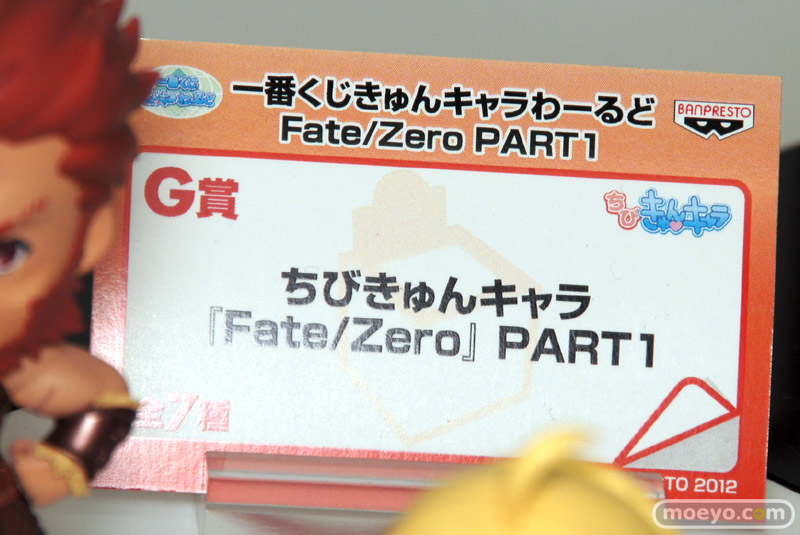 一番くじきゅんキャラわーるど
Fate/Zero PART1
BANPRESTO
G賞
ちびきゅんキャラ
ちびきゅんキャラ
『Fate/Zero』 PART1
全7種
TO 2012
moeyo.com